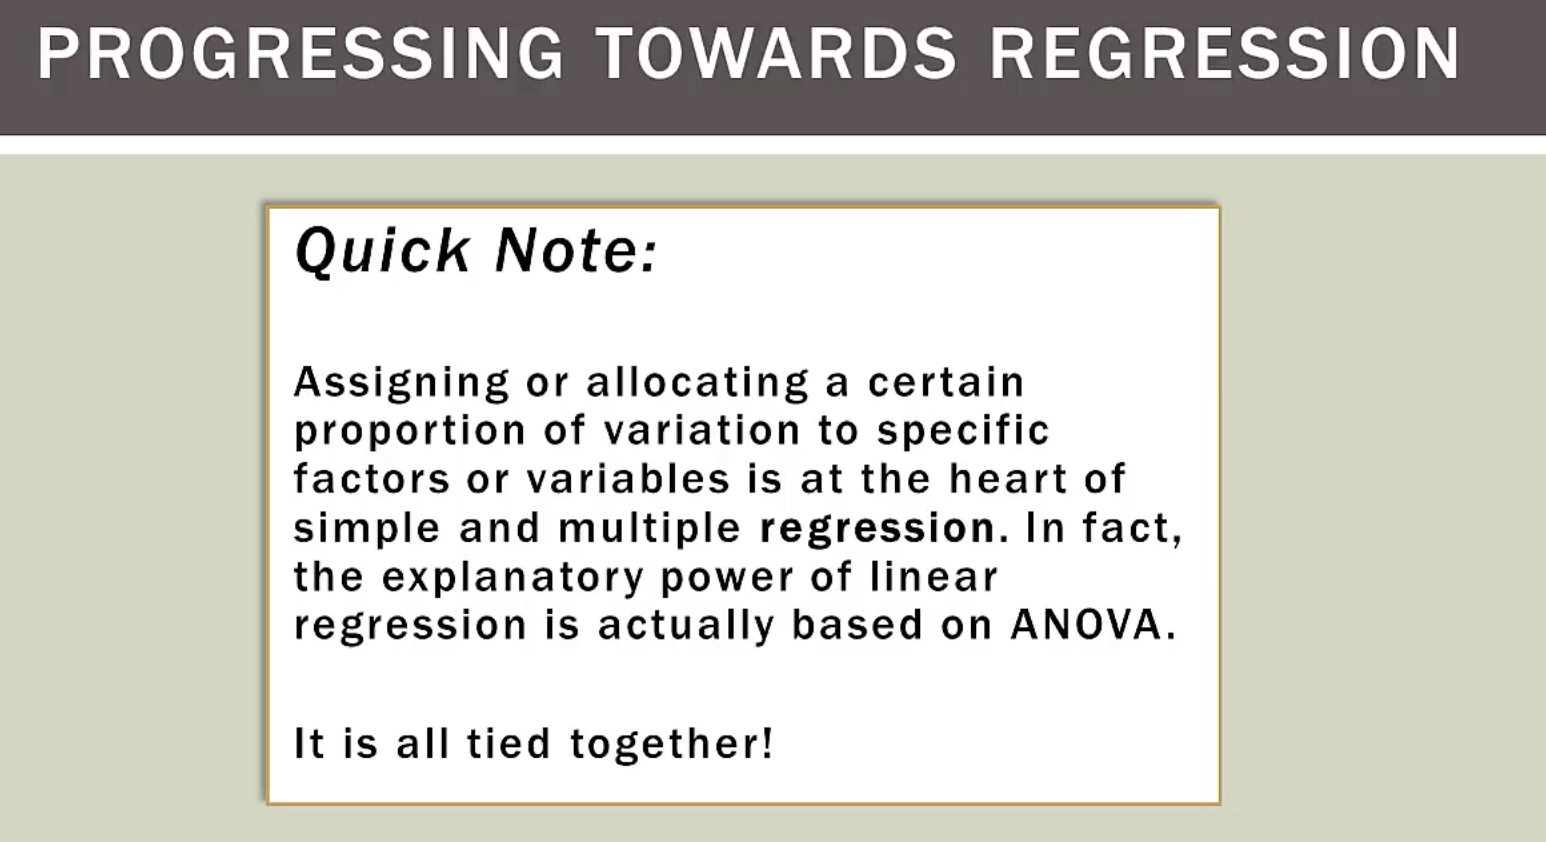 PROGRESSING TOWARDS REGRESSION
Quick Note:
Assigning or allocating a certain
proportion of variation to specific
factors or variables is at the heart of
simple and multiple regression. In fact,
the explanatory power of linear
regression is actually based on ANOVA.
It is all tied together!